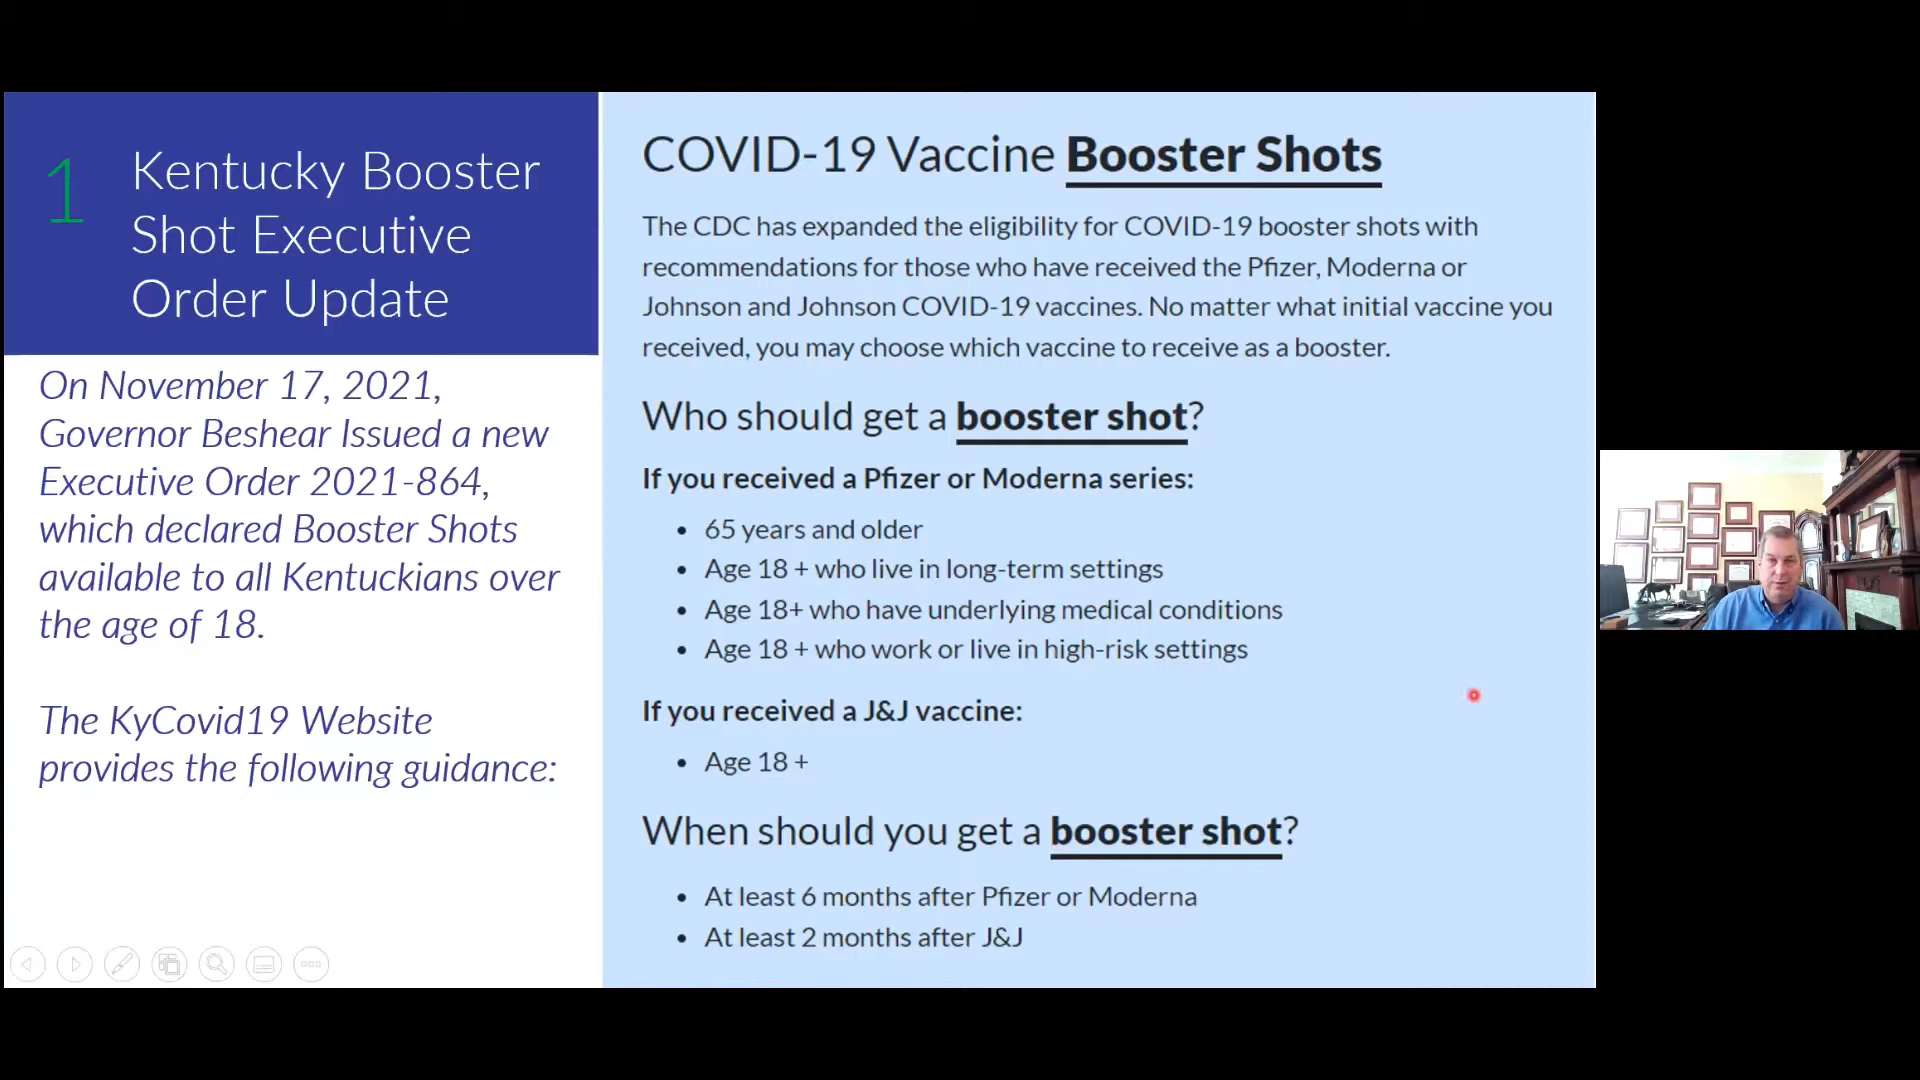 1
Kentucky Booster
Shot Executive
Order Update
On November 17, 2021,
Governor Beshear Issued a new
Executive Order 2021-864,
which declared Booster Shots
available to all Kentuckians over
the age of 18.
The KyCovid19 Website
provides the following guidance:
COVID-19 Vaccine Booster Shots
The CDC has expanded the eligibility for COVID-19 booster shots with
recommendations for those who have received the Pfizer, Moderna or
Johnson and Johnson COVID-19 vaccines. No matter what initial vaccine you
received, you may choose which vaccine to receive as a booster.
Who should get a booster shot?
If you received a Pfizer or Moderna series:
• 65 years and older
• Age 18 + who live in long-term settings
• Age 18+ who have underlying medical conditions
• Age 18 + who work or live in high-risk settings
If you received a J&J vaccine:
• Age 18 +
When should you get a booster shot?
• At least 6 months after Pfizer or Moderna
• At least 2 months after J&J